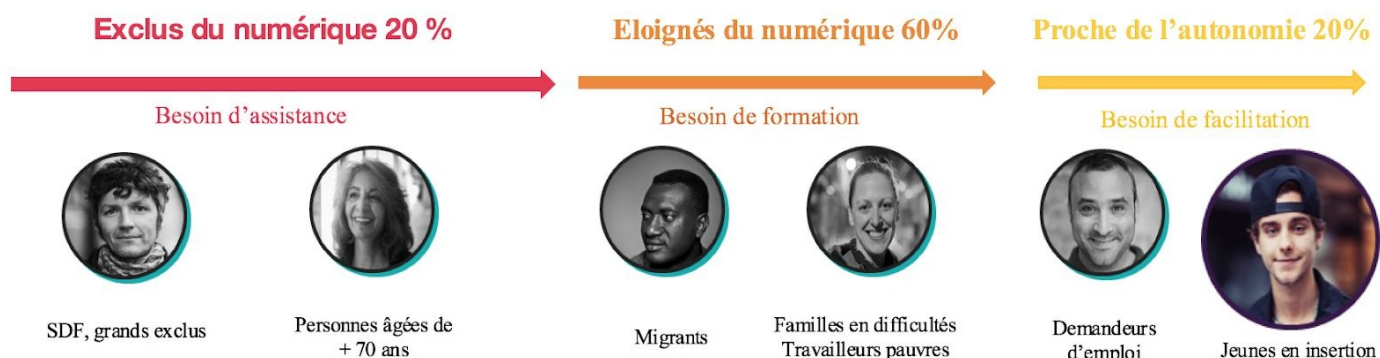 Exclus du numérique 20 %
Eloignés du numérique 60%
Proche de l'autonomie 20%
Besoin d'assistance
Besoin de formation
Besoin de facilitation
SDF, grands exclus
Personnes âgées de
+ 70 ans
Migrants
Familles en difficultés
Travailleurs pauvres
Demandeurs
d'emploi
Jeunes en insertion